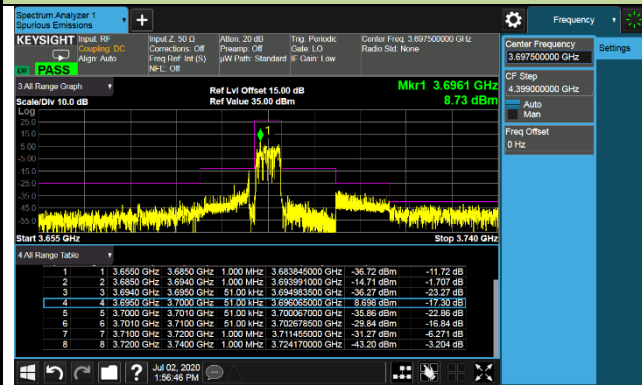 Spectrum Analyzer 1
Spurious Emissions
Frequency
KEYSIGHT Input: RF Input Z: 50 Ω Atten: 20 dB Trig: Periodic Center Freq: 3.697500000 GHz
Coupling: DC Corrections: Off Preamp: Off Gate: LO Radio Std: None
Align: Auto Freq Ref: Int (S) µW Path: Standard IF Gain: Low
NFE: Off
PASS
Center Frequency
3.697500000 GHz
Settings
CF Step
4.399000000 GHz
Auto
Man
Freq Offset
0 Hz
3 All Range Graph
Ref Lvl Offset 15.00 dB
Mkr1 3.6961 GHz
Scale/Div 10.0 dB
Ref Value 35.00 dBm
8.73 dBm
Log
25.0
15.0
5.00
-5.00
-15.0
-25.0
-35.0
-45.0
-55.0
1
Start 3.655 GHz
Stop 3.740 GHz
4 All Range Table
1 1 3.6550 GHz 3.6850 GHz 1.000 MHz 3.683845000 GHz -36.72 dBm -11.72 dB
2 2 3.6850 GHz 3.6940 GHz 1.000 MHz 3.693991000 GHz -14.71 dBm -1.707 dB
3 3 3.6940 GHz 3.6950 GHz 51.00 kHz 3.694983500 GHz -36.27 dBm -23.27 dB
4 4 3.6950 GHz 3.7000 GHz 51.00 kHz 3.696065000 GHz 8.698 dBm -17.30 dB
5 5 3.7000 GHz 3.7010 GHz 51.00 kHz 3.700067000 GHz -35.86 dBm -22.86 dB
6 6 3.7010 GHz 3.7100 GHz 51.00 kHz 3.702678500 GHz -29.84 dBm -16.84 dB
7 7 3.7100 GHz 3.7200 GHz 1.000 MHz 3.711455000 GHz -31.27 dBm -6.271 dB
8 8 3.7200 GHz 3.7400 GHz 1.000 MHz 3.724170000 GHz -43.20 dBm -3.204 dB
Jul 02, 2020
1:56:46 PM